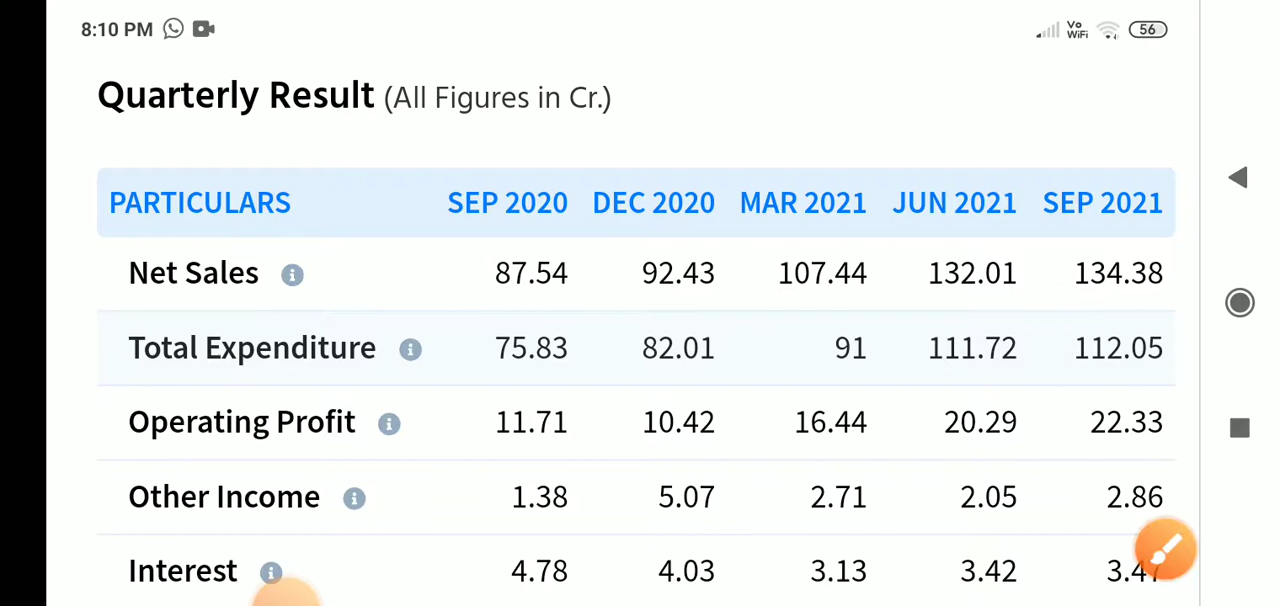 8:10 PM Vo WiFi 56
Quarterly Result (All Figures in Cr.)
PARTICULARS SEP 2020 DEC 2020 MAR 2021 JUN 2021 SEP 2021
Net Sales 87.54 92.43 107.44 132.01 134.38
Total Expenditure 75.83 82.01 91 111.72 112.05
Operating Profit 11.71 10.42 16.44 20.29 22.33
Other Income 1.38 5.07 2.71 2.05 2.86
Interest 4.78 4.03 3.13 3.42